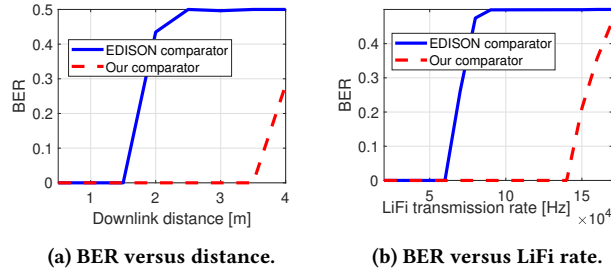 0.5
0.4
0.3
0.2
0.1
0
BER
EDISON comparator
Our comparator
1 2 3 4
Downlink distance [m]
(a) BER versus distance.
0.5
0.4
0.3
0.2
0.1
0
BER
EDISON comparator
Our comparator
5 10 15
×10⁴
LiFi transmission rate [Hz]
(b) BER versus LiFi rate.